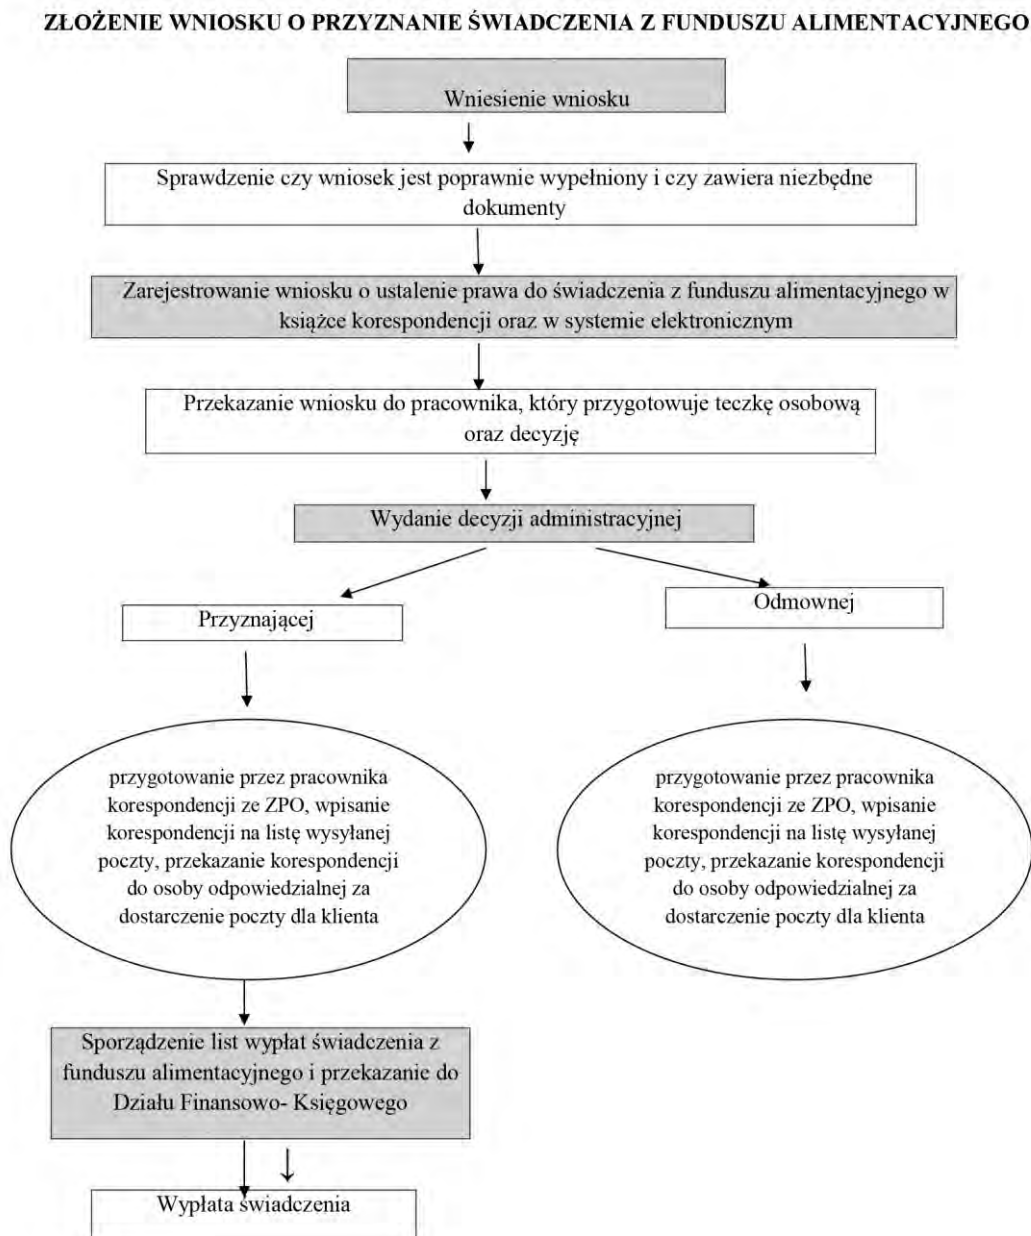 ZŁOŻENIE WNIOSKU O PRZYZNANIE ŚWIADCZENIA Z FUNDUSZU ALIMENTACYJNEGO
Wniesienie wniosku
Sprawdzenie czy wniosek jest poprawnie wypełniony i czy zawiera niezbędne
dokumenty
Zarejestrowanie wniosku o ustalenie prawa do świadczenia z funduszu alimentacyjnego w
książce korespondencji oraz w systemie elektronicznym
Przekazanie wniosku do pracownika, który przygotowuje teczkę osobową
oraz decyzję
Wydanie decyzji administracyjnej
Przyznającej
Odmownej
przygotowanie przez pracownika
korespondencji ze ZPO, wpisanie
korespondencji na listę wysyłanej
poczty, przekazanie korespondencji
do osoby odpowiedzialnej za
dostarczenie poczty dla klienta
przygotowanie przez pracownika
korespondencji ze ZPO, wpisanie
korespondencji na listę wysyłanej
poczty, przekazanie korespondencji
do osoby odpowiedzialnej za
dostarczenie poczty dla klienta
Sporządzenie list wypłat świadczenia z
funduszu alimentacyjnego i przekazanie do
Działu Finansowo- Księgowego
Wypłata świadczenia